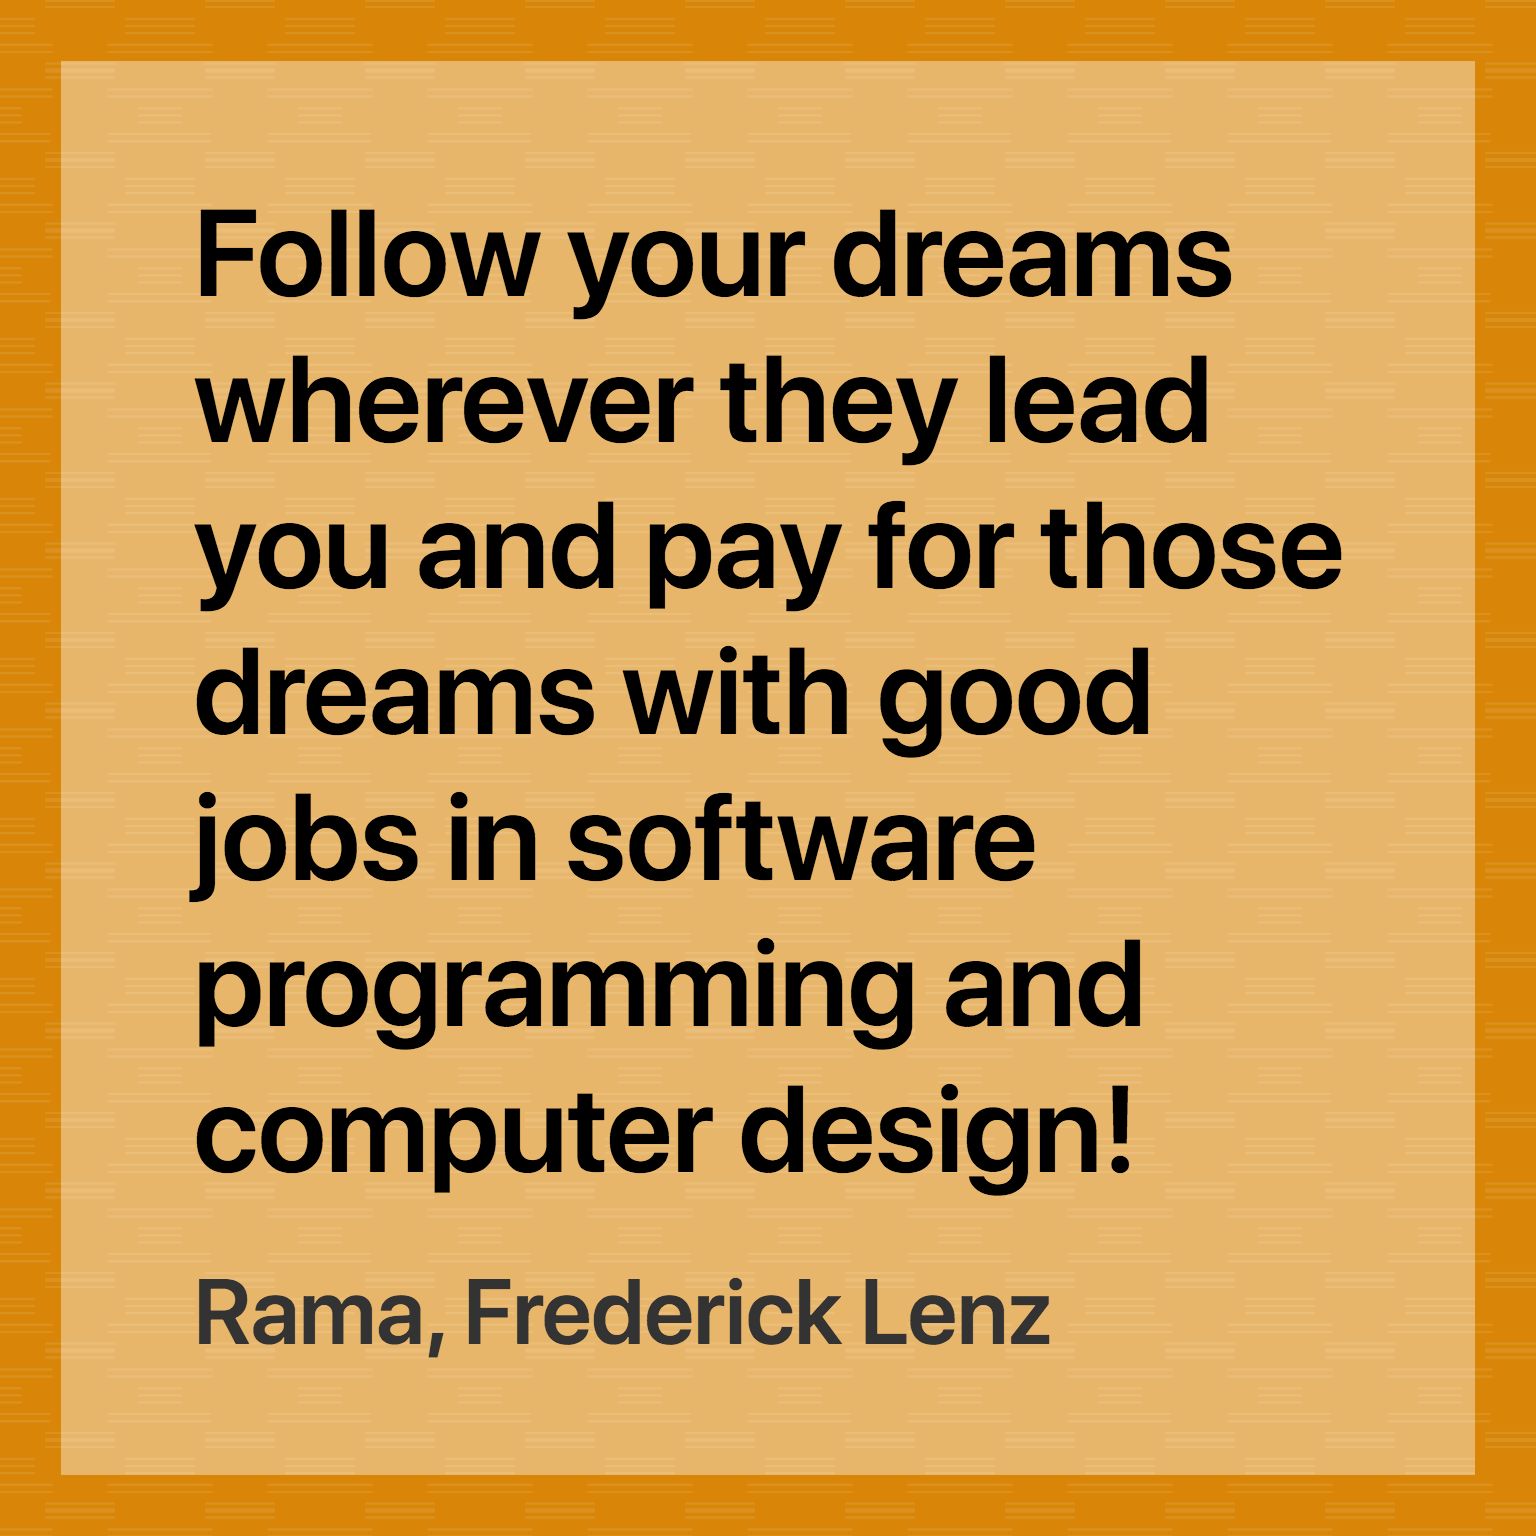 Follow your dreams
wherever they lead
you and pay for those
dreams with good
jobs in software
programming and
computer design!
Rama, Frederick Lenz